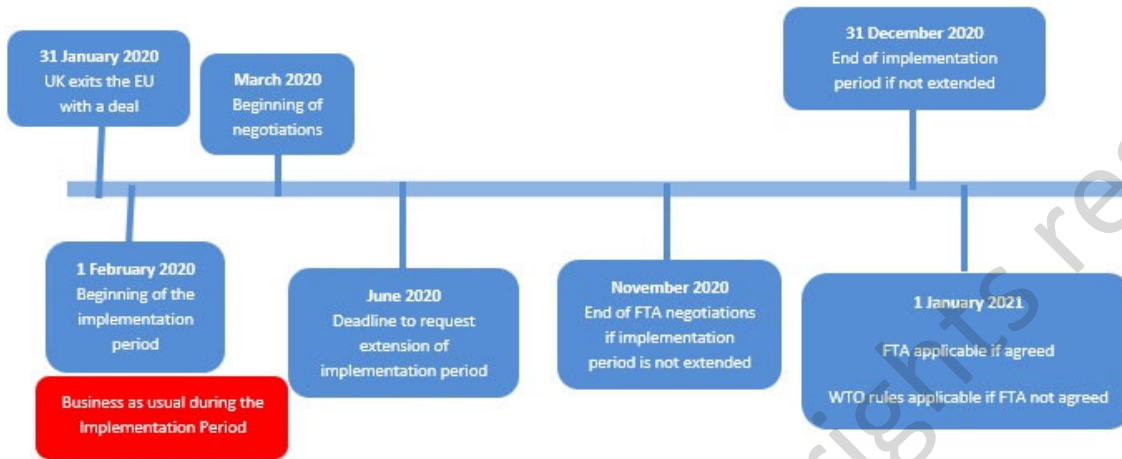 31 January 2020
UK exits the EU
with a deal
March 2020
Beginning of
negotiations
31 December 2020
End of implementation
period if not extended
1 February 2020
Beginning of the
implementation
period
Business as usual during the
Implementation Period
June 2020
Deadline to request
extension of
implementation period
November 2020
End of FTA negotiations
if implementation
period is not extended
1 January 2021
FTA applicable if agreed
WTO rules applicable if FTA not agreed
rights res